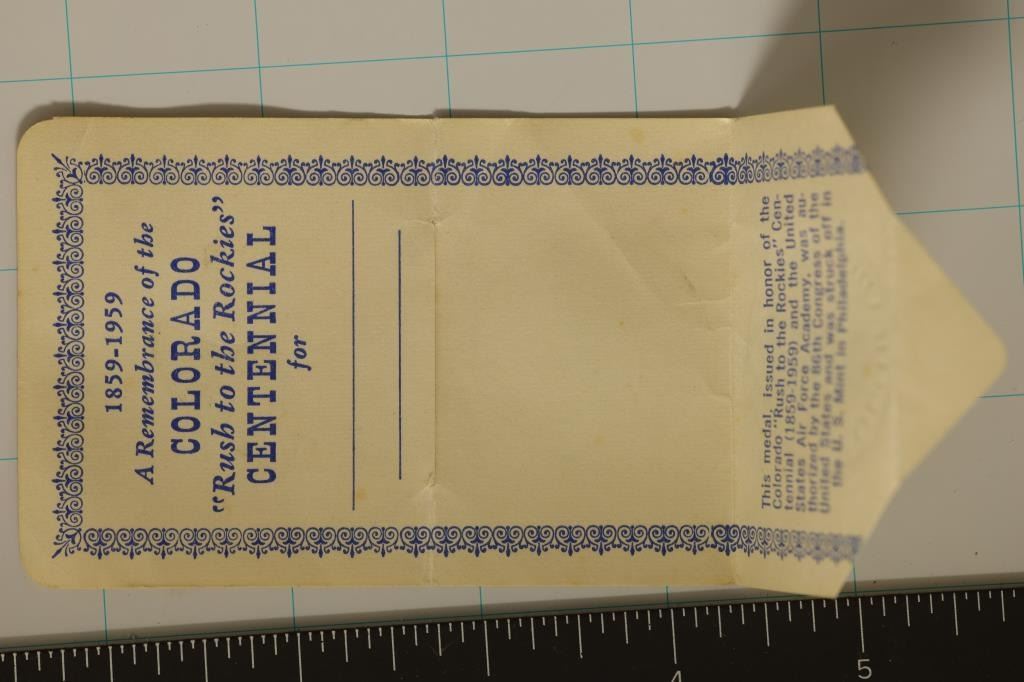 1859-1959
A Remembrance of the
COLORADO
"Rush to the Rockies"
CENTENNIAL
for
This medal, issued in honor of the
Colorado "Rush to the Rockies" Cen-
tennial (1859-1959) and the United
States Air Force Academy, was au-
thorized by the 86th Congress of the
United States and was struck off in
the U. S. Mint in Philadelphia.
4
5